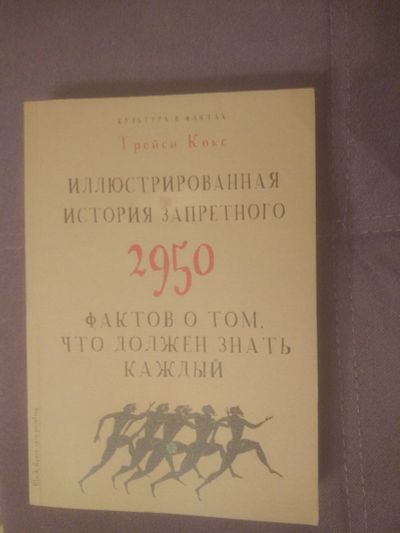 КУЛЬТУРА В ФАКТАХ
Трейси Кокс
ИЛЛЮСТРИРОВАННАЯ
ИСТОРИЯ ЗАПРЕТНОГО
2950
ФАКТОВ О ТОМ,
ЧТО ДОЛЖЕН ЗНАТЬ
КАЖДЫЙ